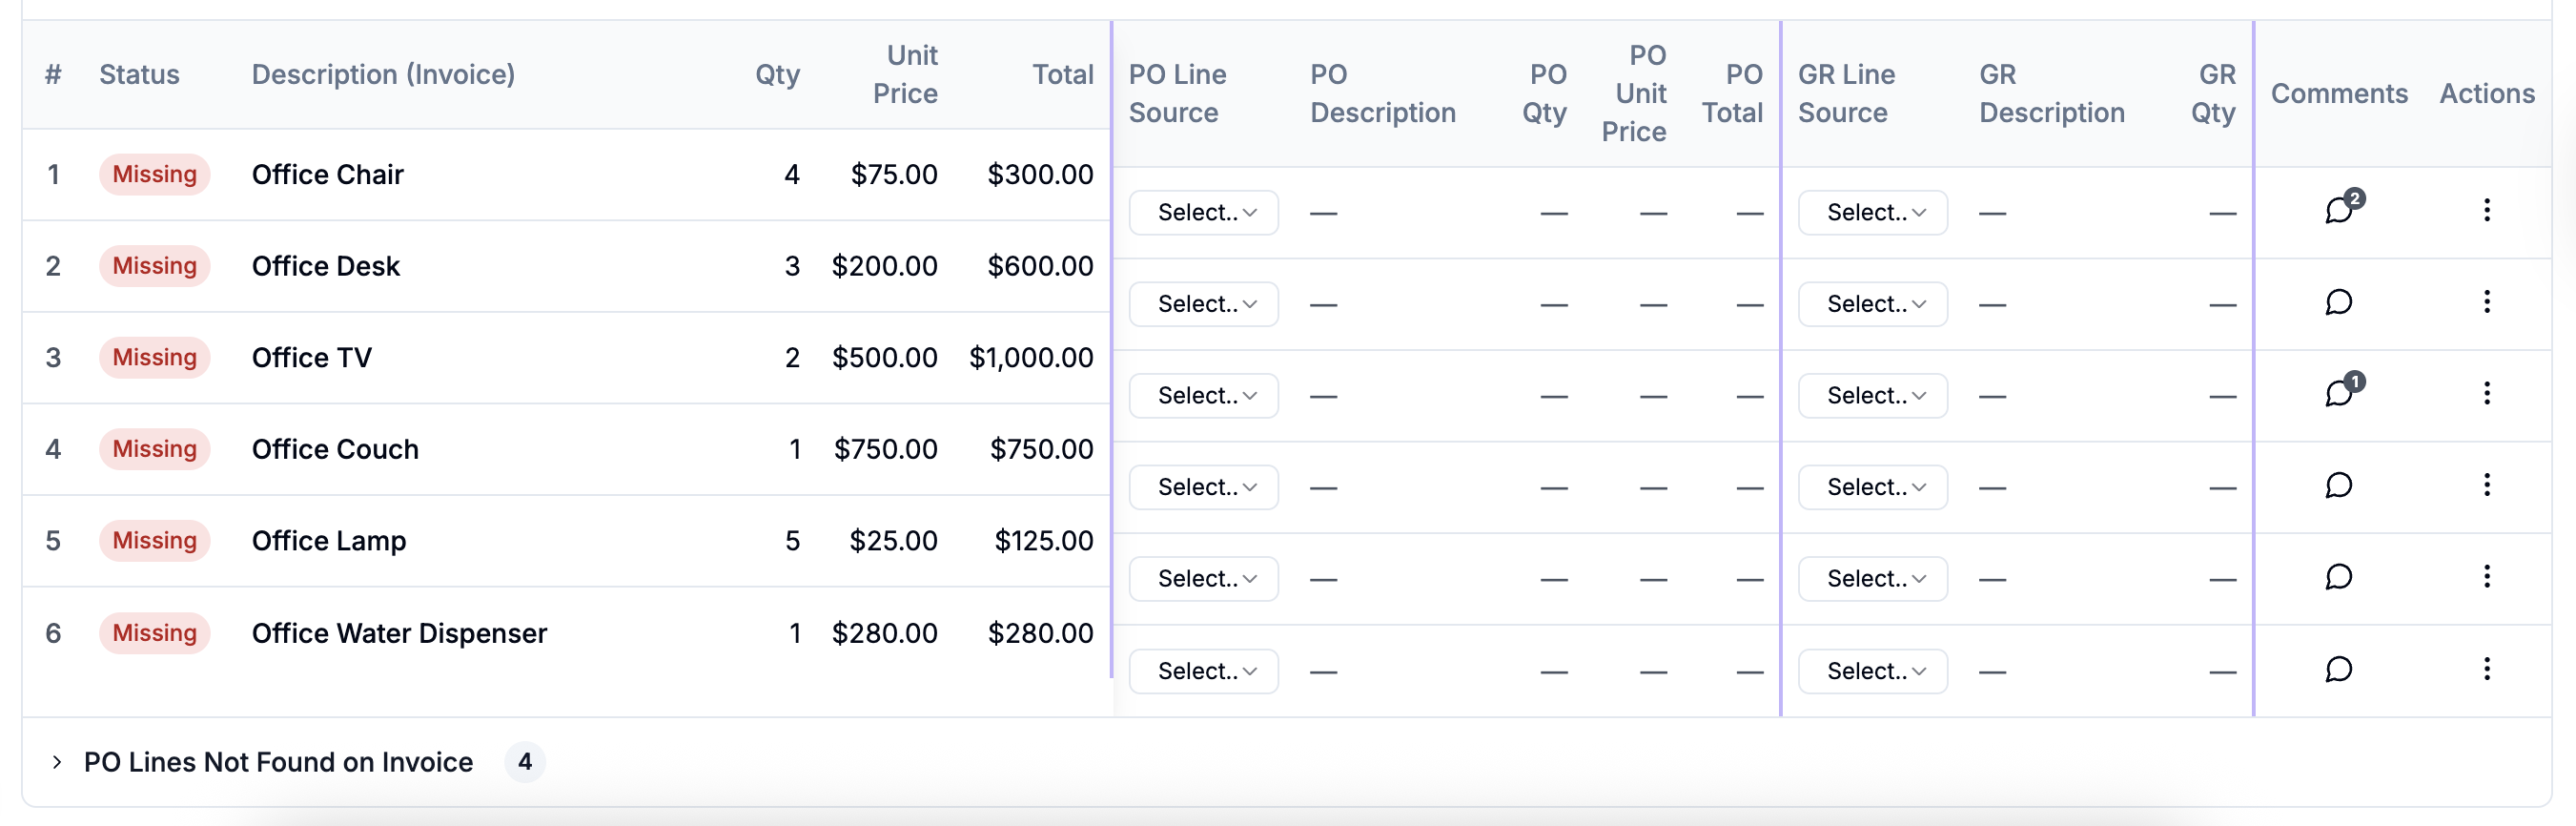 # Status Description (Invoice) Qty Unit Price Total PO Line Source PO Description PO Qty PO Unit Price PO Total GR Line Source GR Description GR Qty Comments Actions
1 Missing Office Chair 4 $75.00 $300.00 Select.. — — — — Select.. — — 2
2 Missing Office Desk 3 $200.00 $600.00 Select.. — — — — Select.. — —
3 Missing Office TV 2 $500.00 $1,000.00 Select.. — — — — Select.. — — 1
4 Missing Office Couch 1 $750.00 $750.00 Select.. — — — — Select.. — —
5 Missing Office Lamp 5 $25.00 $125.00 Select.. — — — — Select.. — —
6 Missing Office Water Dispenser 1 $280.00 $280.00 Select.. — — — — Select.. — —
PO Lines Not Found on Invoice 4